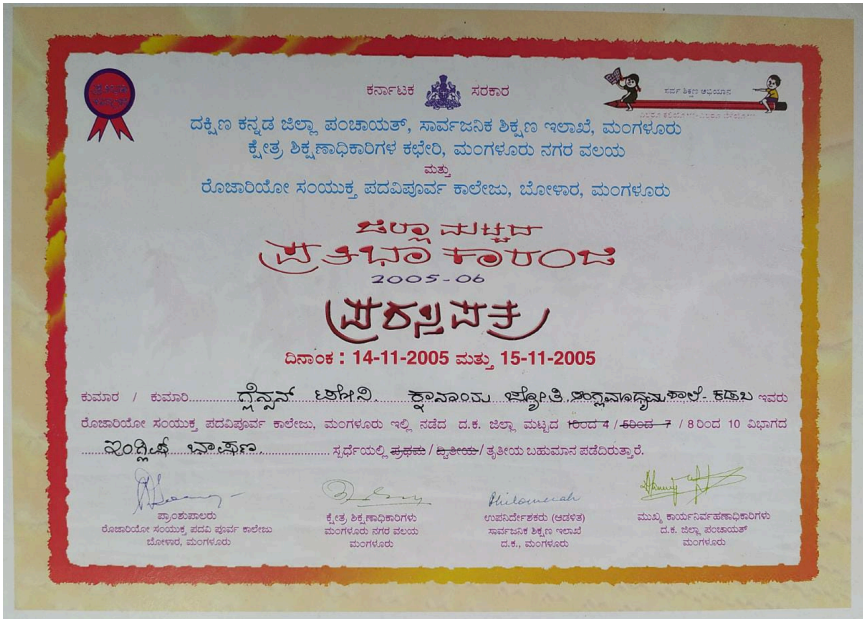 ಕರ್ನಾಟಕ ಸರಕಾರ
ಸರ್ವ ಶಿಕ್ಷಣ ಅಭಿಯಾನ
ದಕ್ಷಿಣ ಕನ್ನಡ ಜಿಲ್ಲಾ ಪಂಚಾಯತ್, ಸಾರ್ವಜನಿಕ ಶಿಕ್ಷಣ ಇಲಾಖೆ, ಮಂಗಳೂರು
ಕ್ಷೇತ್ರ ಶಿಕ್ಷಣಾಧಿಕಾರಿಗಳ ಕಛೇರಿ, ಮಂಗಳೂರು ನಗರ ವಲಯ
ಮತ್ತು
ರೊಜಾರಿಯೋ ಸಂಯುಕ್ತ ಪದವಿಪೂರ್ವ ಕಾಲೇಜು, ಬೋಳಾರ, ಮಂಗಳೂರು
ಜಿಲ್ಲಾ ಮಟ್ಟದ
ಪ್ರತಿಭಾ ಕಾರಂಜಿ
2005-06
ಪ್ರಶಸ್ತಿ ಪತ್ರ
ದಿನಾಂಕ : 14-11-2005 ಮತ್ತು 15-11-2005
ಕುಮಾರ / ಕುಮಾರಿ ಗ್ಲೆನ್ಸನ್ ಜ್ಯೋತಿ ಆಂಗ್ಲಮಾಧ್ಯಮ ಶಾಲೆ- ಕಡಬ ಇವರು
ರೊಜಾರಿಯೋ ಸಂಯುಕ್ತ ಪದವಿಪೂರ್ವ ಕಾಲೇಜು, ಮಂಗಳೂರು ಇಲ್ಲಿ ನಡೆದ ದ.ಕ. ಜಿಲ್ಲಾ ಮಟ್ಟದ 1ರಿಂದ 4 / 5ರಿಂದ 7 / 8ರಿಂದ 10 ವಿಭಾಗದ
ಇಂಗ್ಲಿಷ್ ಭಾಷಣ ಸ್ಪರ್ಧೆಯಲ್ಲಿ ಪ್ರಥಮ / ದ್ವಿತೀಯ / ತೃತೀಯ ಬಹುಮಾನ ಪಡೆದಿರುತ್ತಾರೆ.
Philomenah
ಪ್ರಾಂಶುಪಾಲರು
ರೊಜಾರಿಯೋ ಸಂಯುಕ್ತ ಪದವಿ ಪೂರ್ವ ಕಾಲೇಜು
ಬೋಳಾರ, ಮಂಗಳೂರು
ಕ್ಷೇತ್ರ ಶಿಕ್ಷಣಾಧಿಕಾರಿಗಳು
ಮಂಗಳೂರು ನಗರ ವಲಯ
ಮಂಗಳೂರು
ಉಪನಿರ್ದೇಶಕರು (ಆಡಳಿತ)
ಸಾರ್ವಜನಿಕ ಶಿಕ್ಷಣ ಇಲಾಖೆ
ದ.ಕ., ಮಂಗಳೂರು
ಮುಖ್ಯ ಕಾರ್ಯನಿರ್ವಹಣಾಧಿಕಾರಿಗಳು
ದ.ಕ. ಜಿಲ್ಲಾ ಪಂಚಾಯತ್
ಮಂಗಳೂರು